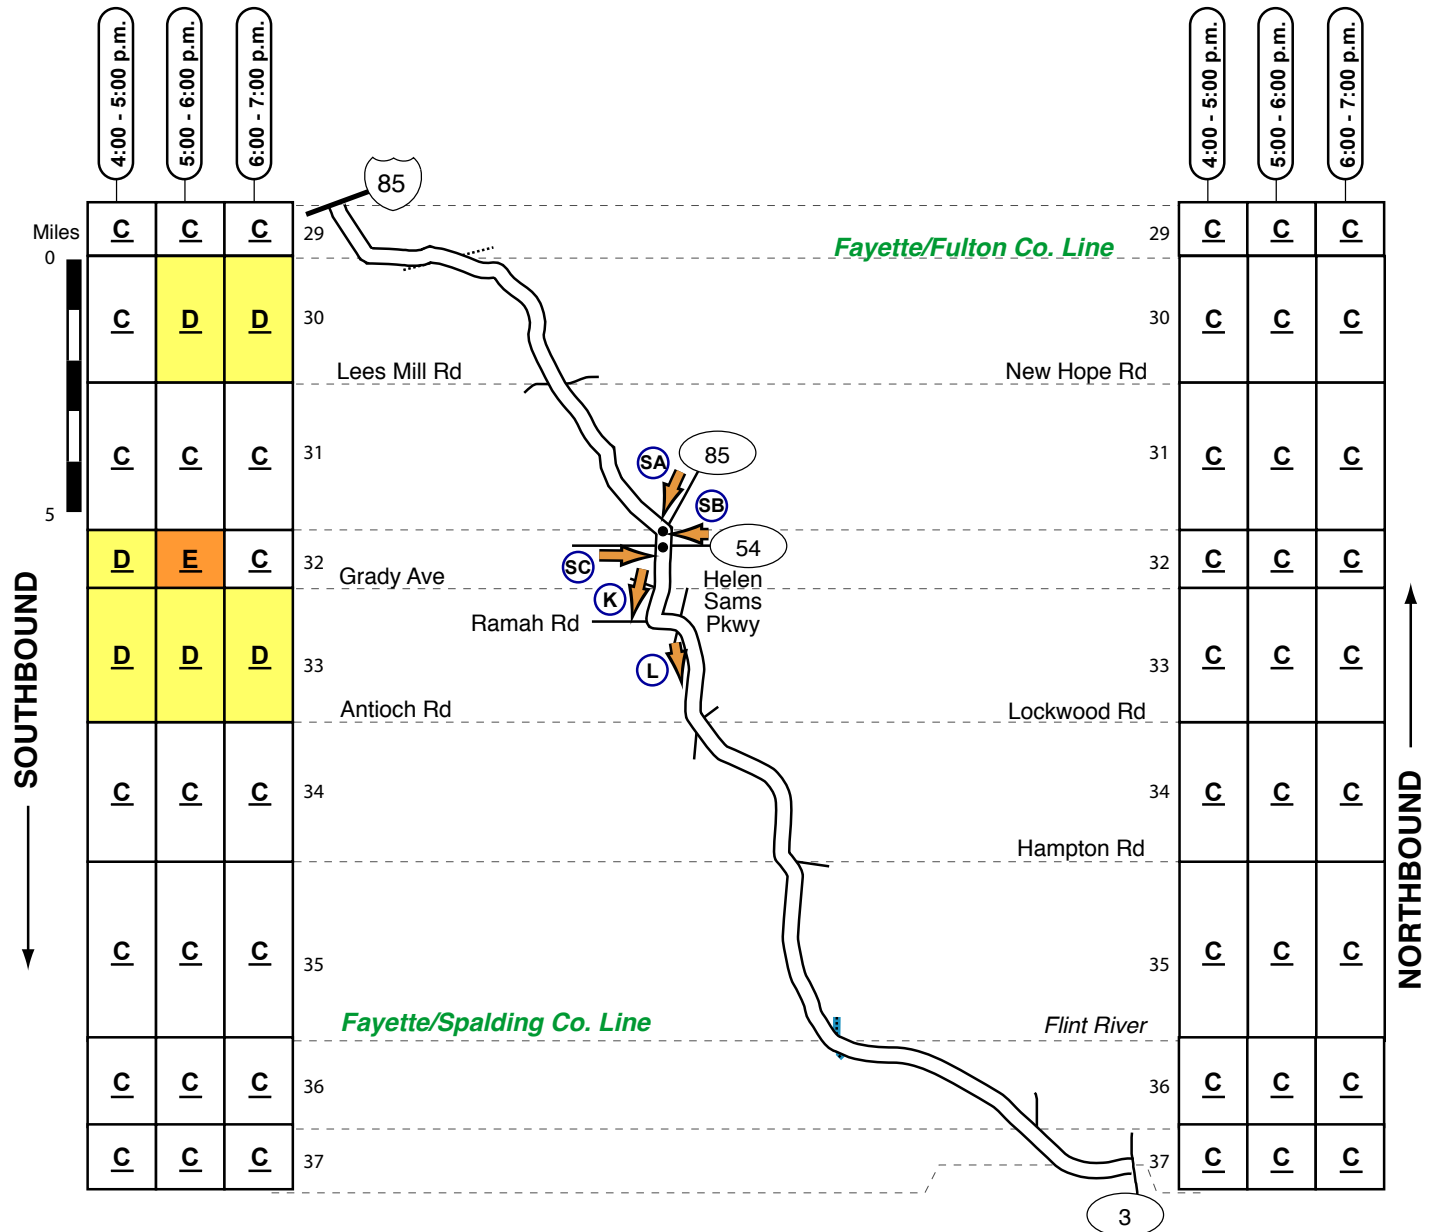 4:00 - 5:00 p.m.
5:00 - 6:00 p.m.
6:00 - 7:00 p.m.
4:00 - 5:00 p.m.
5:00 - 6:00 p.m.
6:00 - 7:00 p.m.
85
Miles
C C C 29
29 C C C
Fayette/Fulton Co. Line
0
C D D 30
30 C C C
Lees Mill Rd
New Hope Rd
C C C 31
31 C C C
SA
85
SB
5
54
D E C 32
32 C C C
SC
Grady Ave
Helen
Sams
Pkwy
K
Ramah Rd
D D D 33
33 C C C
L
Antioch Rd
Lockwood Rd
SOUTHBOUND
NORTHBOUND
C C C 34
34 C C C
Hampton Rd
C C C 35
35 C C C
Fayette/Spalding Co. Line
Flint River
C C C 36
36 C C C
C C C 37
37 C C C
3